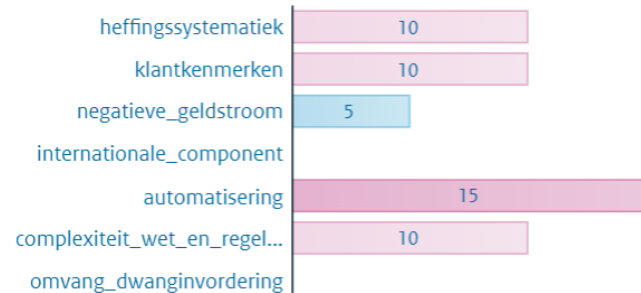 heffingssystematiek 10
klantkenmerken 10
negatieve_geldstroom 5
internationale_component
automatisering 15
complexiteit_wet_en_regel... 10
omvang_dwanginvordering